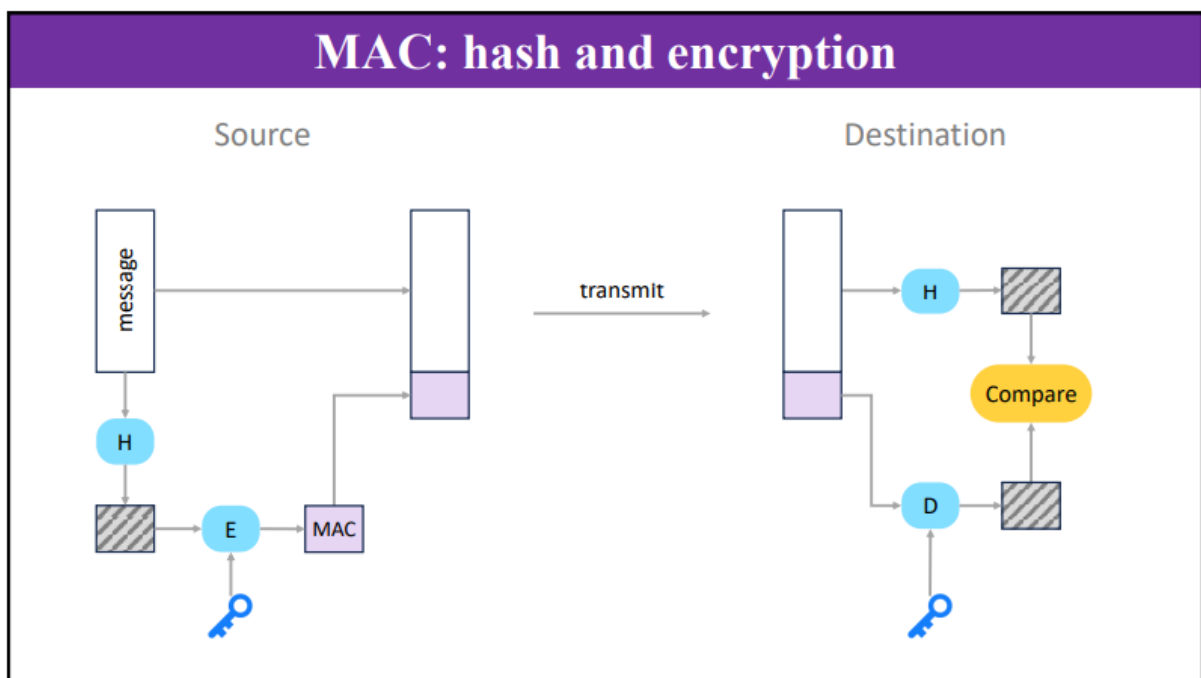 MAC: hash and encryption
Source
Destination
message
transmit
H
Compare
H
E
MAC
D